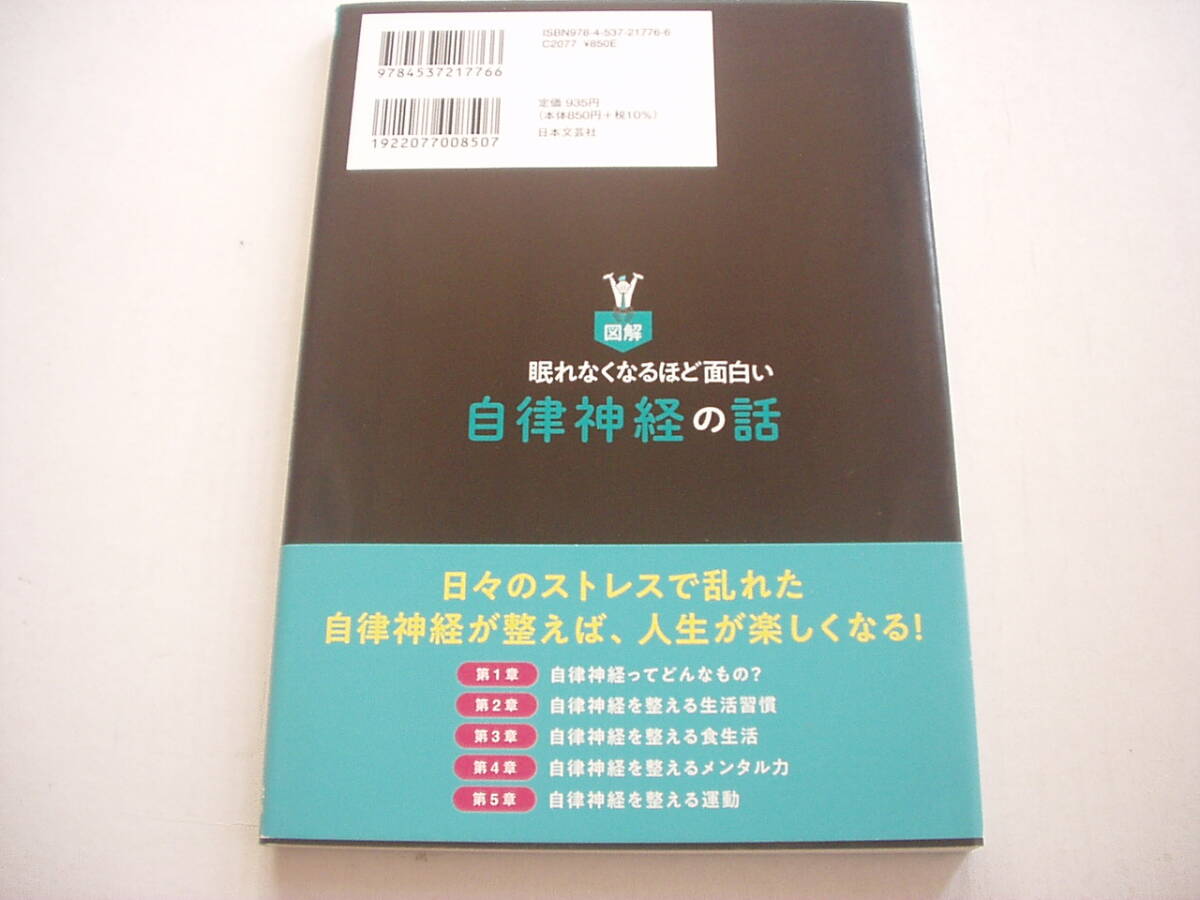 ISBN978-4-537-21776-6
C2077 ¥850E
9784537217766
定価 935円
(本体850円+税10%)
日本文芸社
1922077008507
図解
眠れなくなるほど面白い
自律神経の話
日々のストレスで乱れた
自律神経が整えば、人生が楽しくなる!
第1章 自律神経ってどんなもの?
第2章 自律神経を整える生活習慣
第3章 自律神経を整える食生活
第4章 自律神経を整えるメンタル力
第5章 自律神経を整える運動